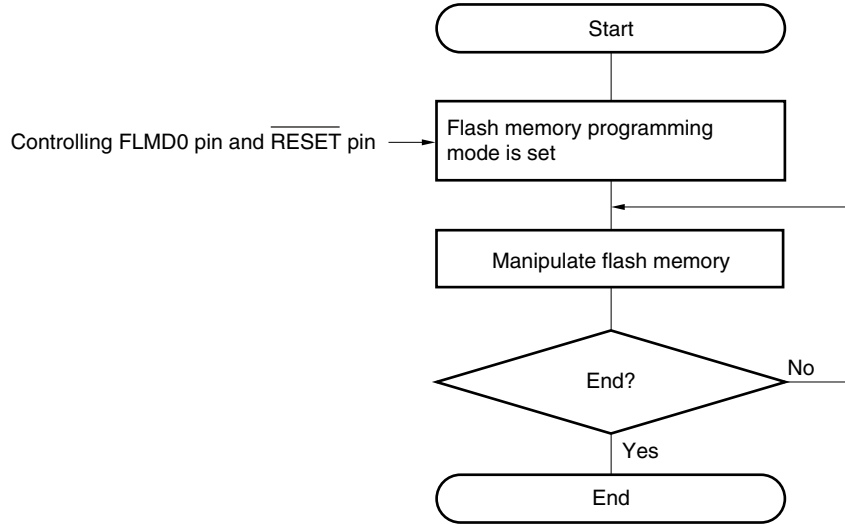 Start
Controlling FLMD0 pin and RESET pin
Flash memory programming
mode is set
Manipulate flash memory
End?
No
Yes
End